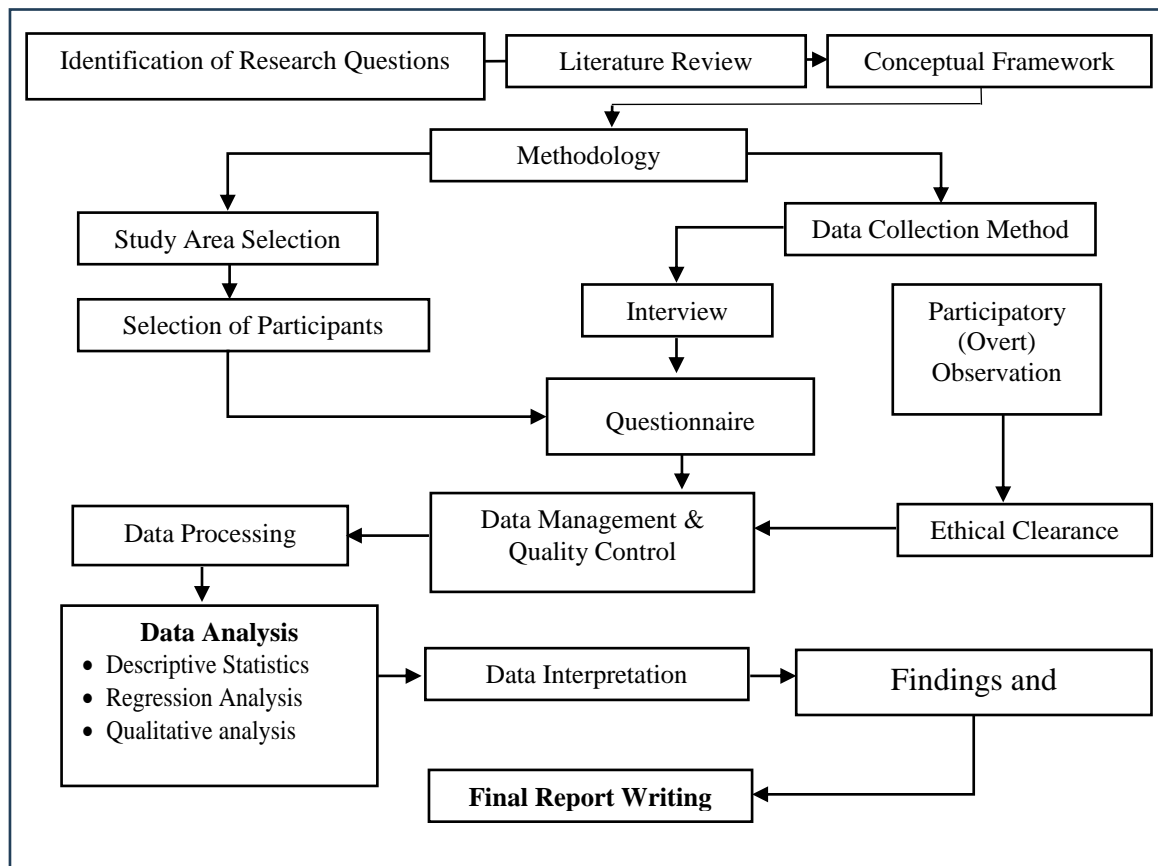 Identification of Research Questions
Literature Review
Conceptual Framework
Methodology
Study Area Selection
Data Collection Method
Selection of Participants
Interview
Participatory
(Overt)
Observation
Questionnaire
Data Processing
Data Management &
Quality Control
Ethical Clearance
Data Analysis
• Descriptive Statistics
• Regression Analysis
• Qualitative analysis
Data Interpretation
Findings and
Final Report Writing